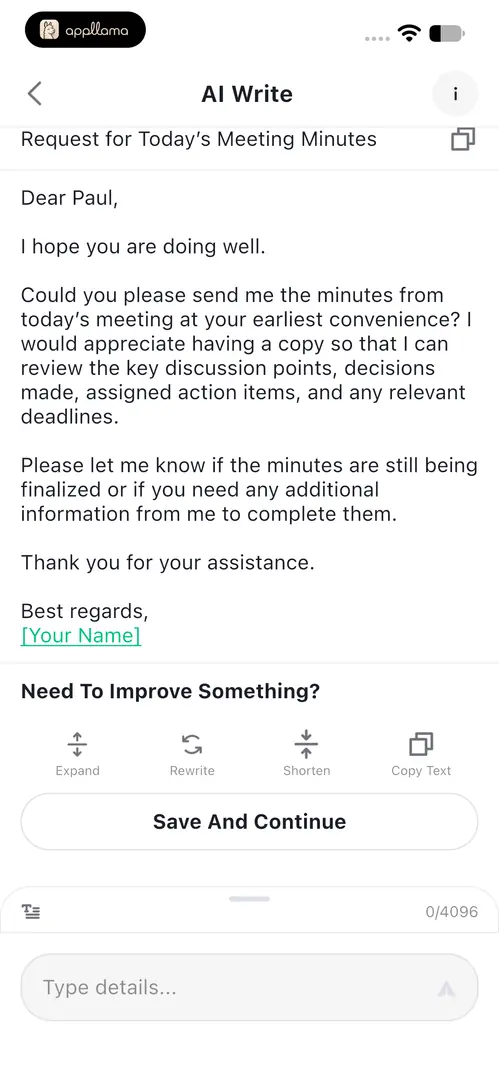 appllama
AI Write
i
Request for Today’s Meeting Minutes
Dear Paul,
I hope you are doing well.
Could you please send me the minutes from
today’s meeting at your earliest convenience? I
would appreciate having a copy so that I can
review the key discussion points, decisions
made, assigned action items, and any relevant
deadlines.
Please let me know if the minutes are still being
finalized or if you need any additional
information from me to complete them.
Thank you for your assistance.
Best regards,
[Your Name]
Need To Improve Something?
Expand
Rewrite
Shorten
Copy Text
Save And Continue
0/4096
Type details...